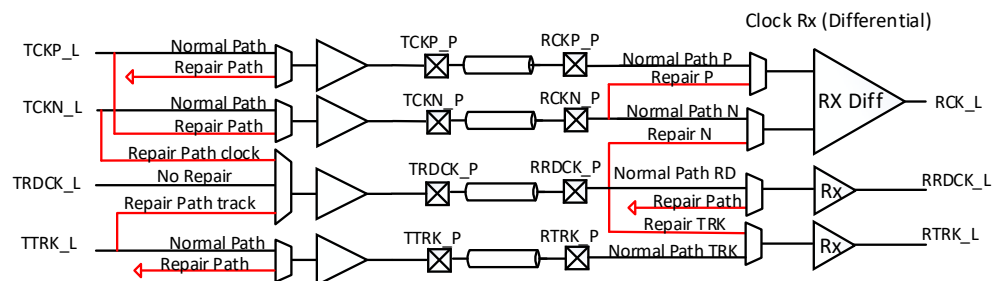 Clock Rx (Differential)
TCKP_L
Normal Path
Repair Path
TCKP_P
RCKP_P
Normal Path P
Repair P
TCKN_L
Normal Path
Repair Path
TCKN_P
RCKN_P
Normal Path N
Repair N
RX Diff
RCK_L
Repair Path clock
TRDCK_L
No Repair
Repair Path track
TRDCK_P
RRDCK_P
Normal Path RD
Repair Path
Rx
RRDCK_L
TTRK_L
Normal Path
Repair Path
TTRK_P
RTRK_P
Repair TRK
Normal Path TRK
Rx
RTRK_L